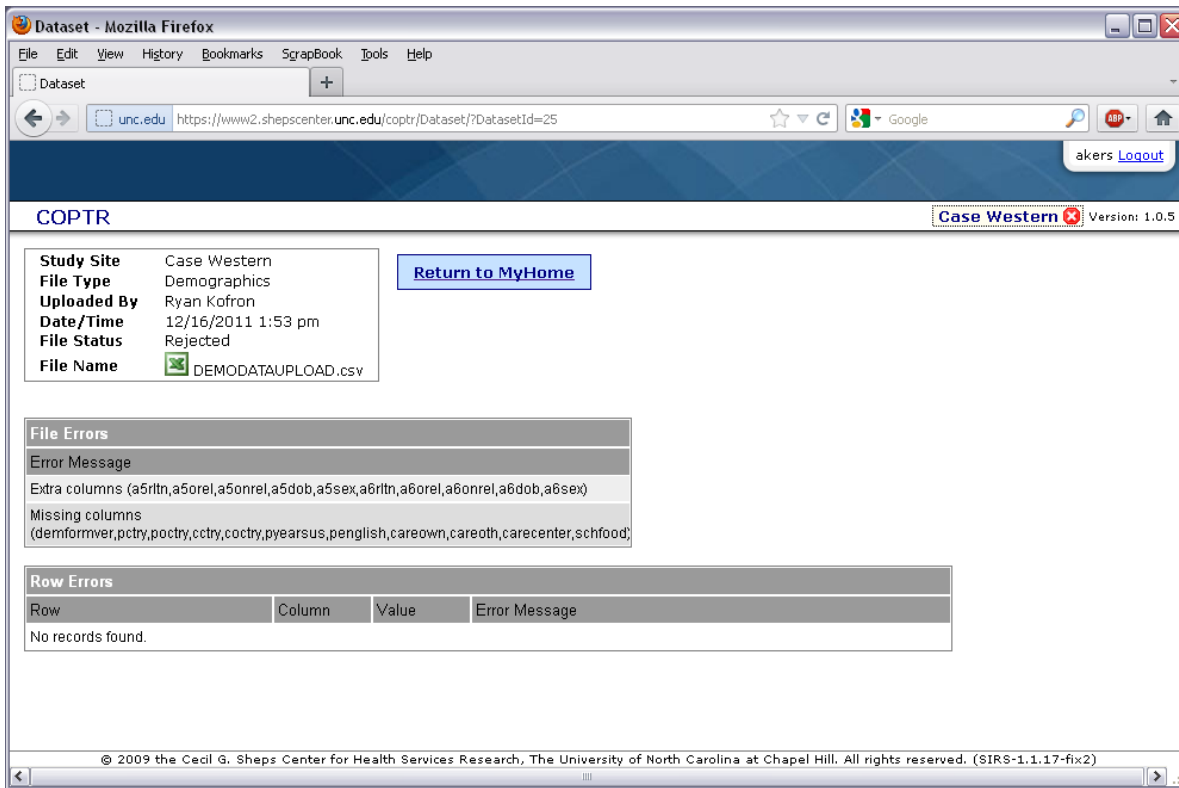 Dataset - Mozilla Firefox
File Edit View History Bookmarks ScrapBook Tools Help
Dataset +
unc.edu https://www2.shepscenter.unc.edu/coptr/Dataset/?DatasetId=25 Google ABP
akers Logout
COPTR Case Western Version: 1.0.5
Study Site Case Western
Return to MyHome
File Type Demographics
Uploaded By Ryan Kofron
Date/Time 12/16/2011 1:53 pm
File Status Rejected
File Name DEMODATAUPLOAD.csv
File Errors
Error Message
Extra columns (a5rltn,a5orel,a5onrel,a5dob,a5sex,a6rltn,a6orel,a6onrel,a6dob,a6sex)
Missing columns
(demformver,pctry,poctry,cctry,coctry,pyearsus,penglish,careown,careoth,carecenter,schfood)
Row Errors
Row Column Value Error Message
No records found.
© 2009 the Cecil G. Sheps Center for Health Services Research, The University of North Carolina at Chapel Hill. All rights reserved. (SIRS-1.1.17-fix2)